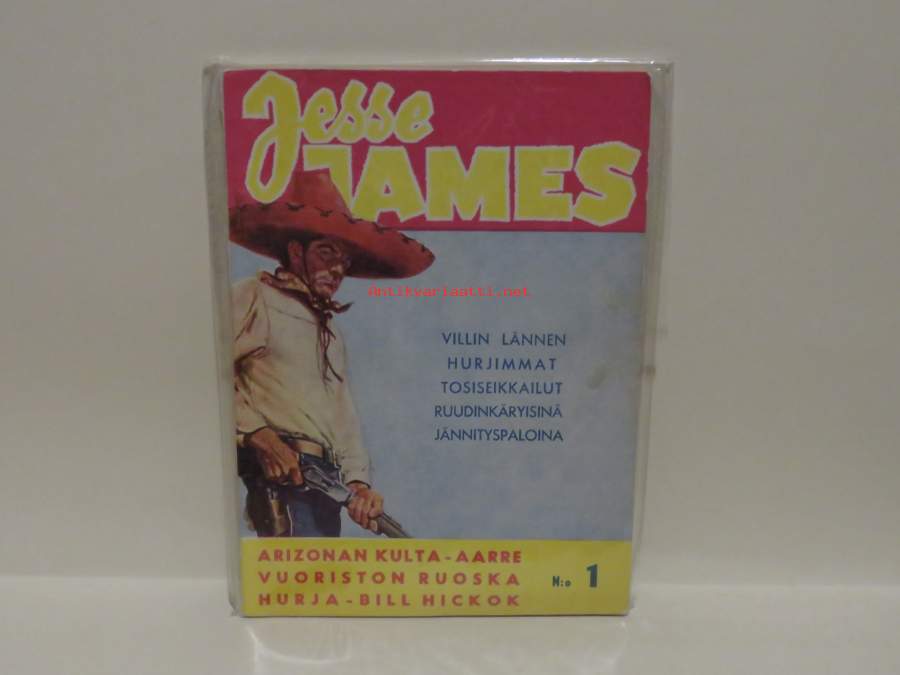 Jesse
JAMES
Antikvariaatti.net
VILLIN LÄNNEN
HURJIMMAT
TOSISEIKKAILUT
RUUDINKÄRYISINÄ
JÄNNITYSPALOINA
ARIZONAN KULTA-AARRE
VUORISTON RUOSKA
HURJA-BILL HICKOK
N:o 1